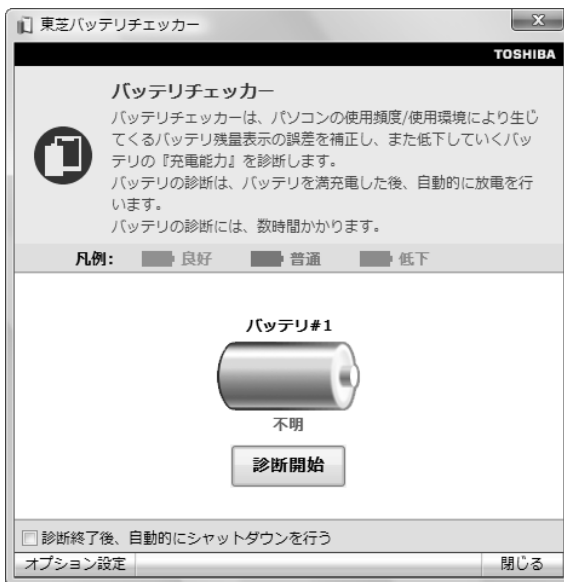 東芝バッテリチェッカー
TOSHIBA
バッテリチェッカー
バッテリチェッカーは、パソコンの使用頻度/使用環境により生じ
てくるバッテリ残量表示の誤差を補正し、また低下していくバッ
テリの『充電能力』を診断します。
バッテリの診断は、バッテリを満充電した後、自動的に放電を行
います。
バッテリの診断には、数時間かかります。
凡例: 良好 普通 低下
バッテリ#1
不明
診断開始
診断終了後、自動的にシャットダウンを行う
オプション設定 閉じる